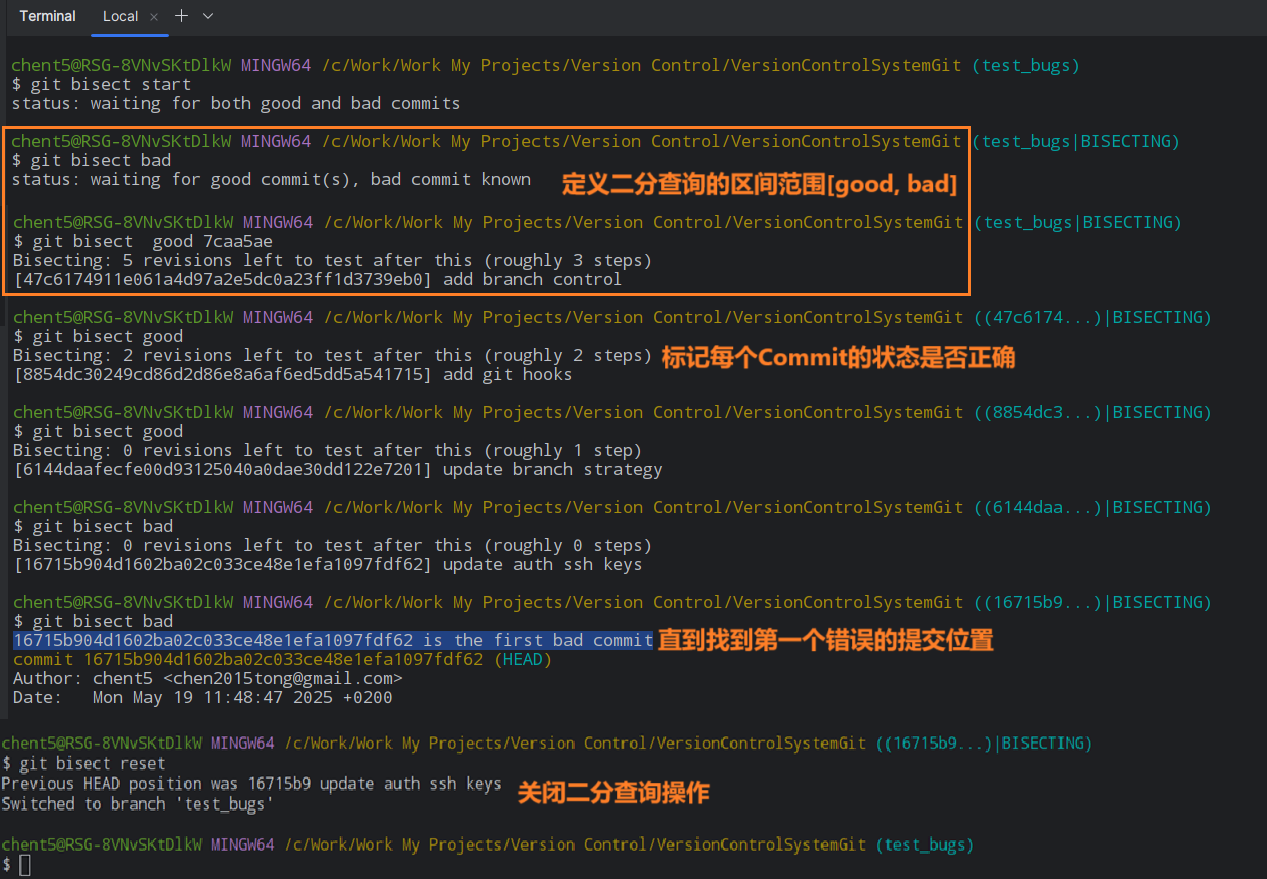 Terminal Local × +
chent5@RSG-8VNvSKtDlkW MINGW64 /c/Work/Work My Projects/Version Control/VersionControlSystemGit (test_bugs)
$ git bisect start
status: waiting for both good and bad commits
chent5@RSG-8VNvSKtDlkW MINGW64 /c/Work/Work My Projects/Version Control/VersionControlSystemGit (test_bugs|BISECTING)
$ git bisect bad
status: waiting for good commit(s), bad commit known 定义二分查询的区间范围[good, bad]
chent5@RSG-8VNvSKtDlkW MINGW64 /c/Work/Work My Projects/Version Control/VersionControlSystemGit (test_bugs|BISECTING)
$ git bisect  good 7caa5ae
Bisecting: 5 revisions left to test after this (roughly 3 steps)
[47c6174911e061a4d97a2e5dc0a23ff1d3739eb0] add branch control
chent5@RSG-8VNvSKtDlkW MINGW64 /c/Work/Work My Projects/Version Control/VersionControlSystemGit ((47c6174...)|BISECTING)
$ git bisect good
Bisecting: 2 revisions left to test after this (roughly 2 steps) 标记每个Commit的状态是否正确
[8854dc30249cd86d2d86e8a6af6ed5dd5a541715] add git hooks
chent5@RSG-8VNvSKtDlkW MINGW64 /c/Work/Work My Projects/Version Control/VersionControlSystemGit ((8854dc3...)|BISECTING)
$ git bisect good
Bisecting: 0 revisions left to test after this (roughly 1 step)
[6144daafecfe00d93125040a0dae30dd122e7201] update branch strategy
chent5@RSG-8VNvSKtDlkW MINGW64 /c/Work/Work My Projects/Version Control/VersionControlSystemGit ((6144daa...)|BISECTING)
$ git bisect bad
Bisecting: 0 revisions left to test after this (roughly 0 steps)
[16715b904d1602ba02c033ce48e1efa1097fdf62] update auth ssh keys
chent5@RSG-8VNvSKtDlkW MINGW64 /c/Work/Work My Projects/Version Control/VersionControlSystemGit ((16715b9...)|BISECTING)
$ git bisect bad
16715b904d1602ba02c033ce48e1efa1097fdf62 is the first bad commit 直到找到第一个错误的提交位置
commit 16715b904d1602ba02c033ce48e1efa1097fdf62 (HEAD)
Author: chent5 <chen2015tong@gmail.com>
Date:   Mon May 19 11:48:47 2025 +0200
chent5@RSG-8VNvSKtDlkW MINGW64 /c/Work/Work My Projects/Version Control/VersionControlSystemGit ((16715b9...)|BISECTING)
$ git bisect reset
Previous HEAD position was 16715b9 update auth ssh keys 关闭二分查询操作
Switched to branch 'test_bugs'
chent5@RSG-8VNvSKtDlkW MINGW64 /c/Work/Work My Projects/Version Control/VersionControlSystemGit (test_bugs)
$